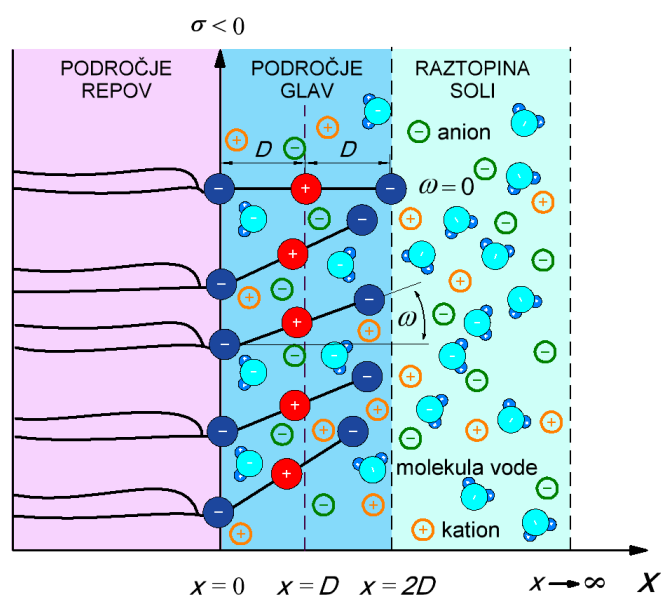 σ < 0
PODROČJE
REPOV
PODROČJE
GLAV
RAZTOPINA
SOLI
anion
D
D
ω = 0
ω
molekula vode
kation
x = 0
x = D
x = 2D
x → ∞
X